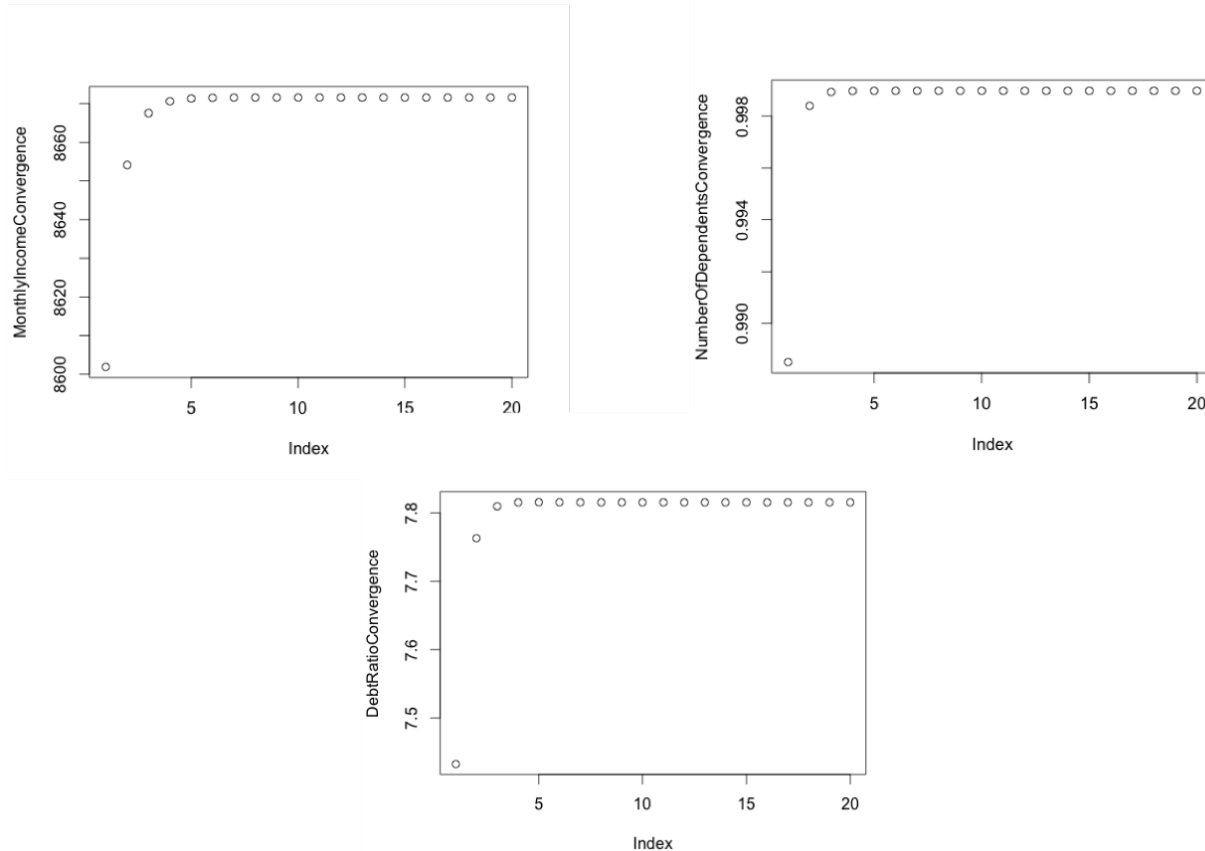 MonthlyIncomeConvergence
8660
8640
8620
8600
5 10 15 20
Index
NumberOfDependentsConvergence
0.998
0.994
0.990
5 10 15 20
Index
DebtRatioConvergence
7.8
7.7
7.6
7.5
5 10 15 20
Index